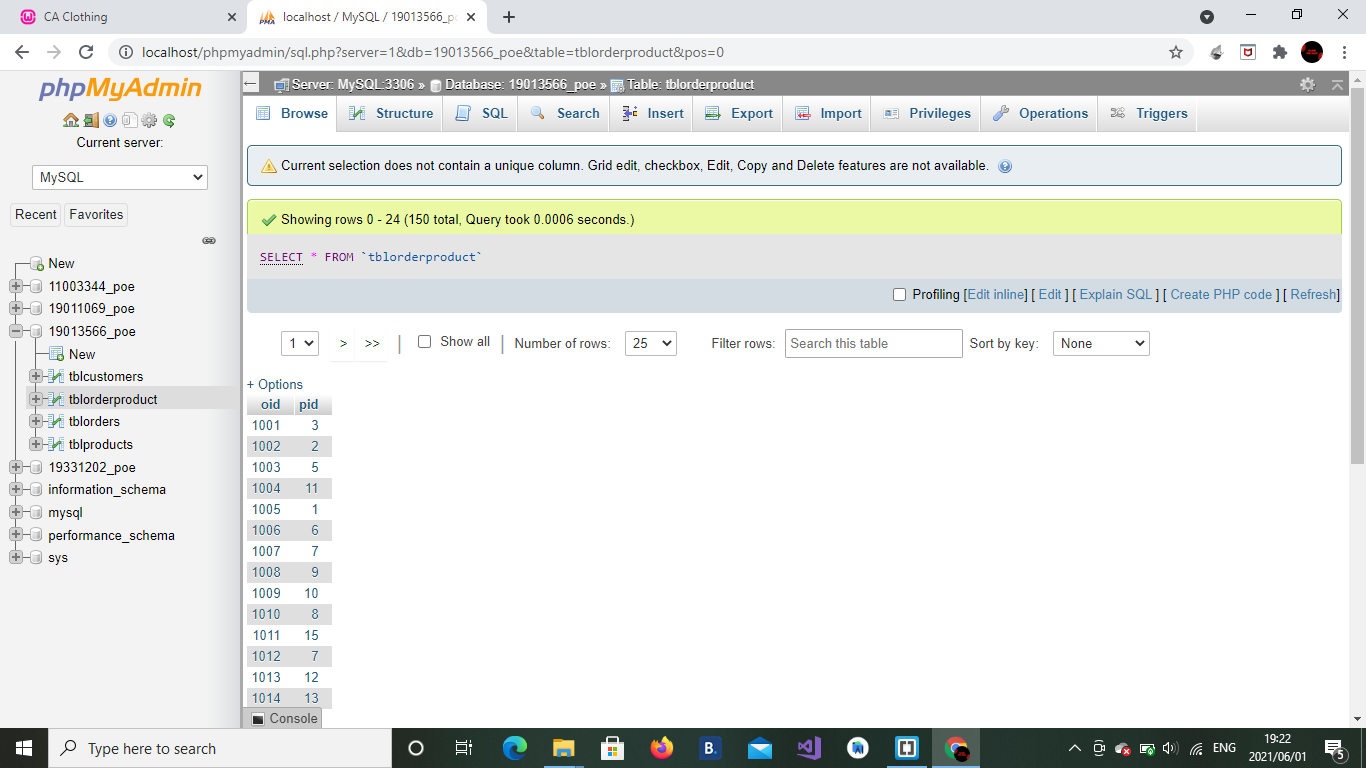 CA Clothing
localhost / MySQL / 19013566_po
localhost/phpmyadmin/sql.php?server=1&db=19013566_poe&table=tblorderproduct&pos=0
phpMyAdmin
Current server:
MySQL
Recent
Favorites
New
11003344_poe
19011069_poe
19013566_poe
New
tblcustomers
tblorderproduct
tblorders
tblproducts
19331202_poe
information_schema
mysql
performance_schema
sys
Server: MySQL:3306 » Database: 19013566_poe » Table: tblorderproduct
Browse Structure SQL Search Insert Export Import Privileges Operations Triggers
Current selection does not contain a unique column. Grid edit, checkbox, Edit, Copy and Delete features are not available.
Showing rows 0 - 24 (150 total, Query took 0.0006 seconds.)
SELECT * FROM `tblorderproduct`
Profiling [Edit inline] [ Edit ] [ Explain SQL ] [ Create PHP code ] [ Refresh]
1 > >> | Show all | Number of rows: 25 Filter rows: Search this table Sort by key: None
+ Options
oid pid
1001 3
1002 2
1003 5
1004 11
1005 1
1006 6
1007 7
1008 9
1009 10
1010 8
1011 15
1012 7
1013 12
1014 13
Console
Type here to search
B.
ENG
19:22
2021/06/01
5